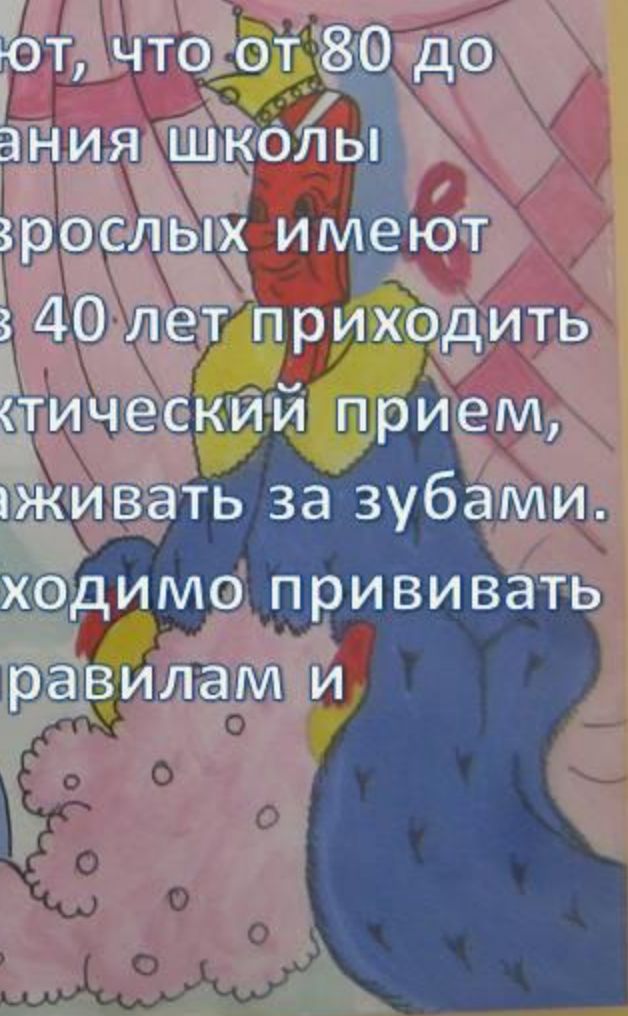 ют, что от 80 до
ания школы
зрослых имеют
в 40 лет приходить
ктический прием,
аживать за зубами.
ходимо прививать
равилам и